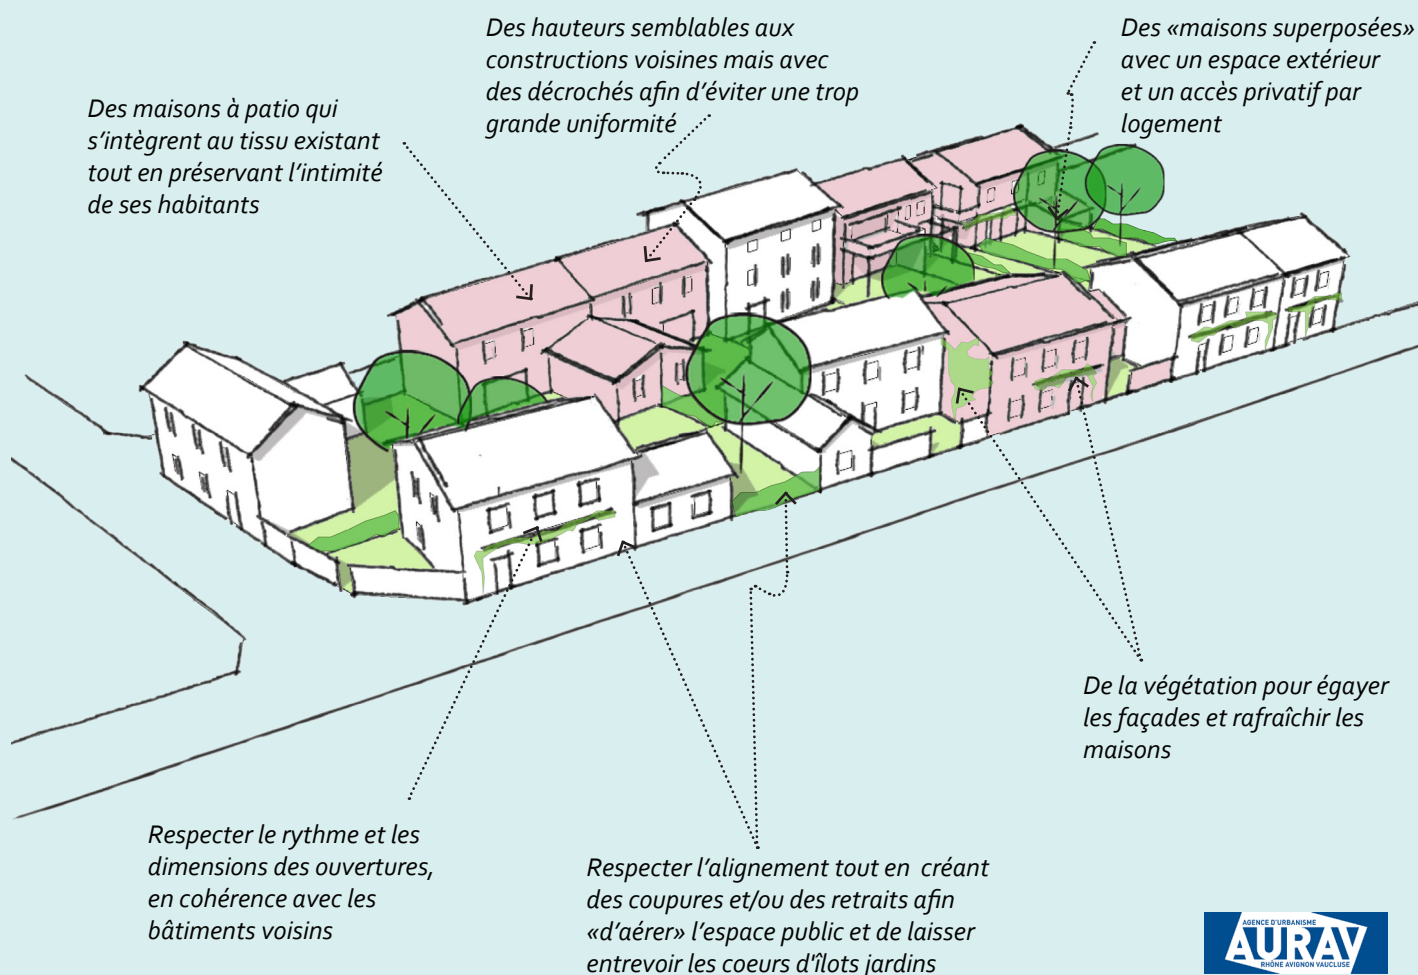 Des hauteurs semblables aux
constructions voisines mais avec
des décrochés afin d'éviter une trop
grande uniformité
Des «maisons superposées»
avec un espace extérieur
et un accès privatif par
logement
Des maisons à patio qui
s'intègrent au tissu existant
tout en préservant l'intimité
de ses habitants
De la végétation pour égayer
les façades et rafraîchir les
maisons
Respecter le rythme et les
dimensions des ouvertures,
en cohérence avec les
bâtiments voisins
Respecter l'alignement tout en créant
des coupures et/ou des retraits afin
«d'aérer» l'espace public et de laisser
entrevoir les coeurs d'îlots jardins
AGENCE D'URBANISME
AURAV
RHÔNE AVIGNON VAUCLUSE